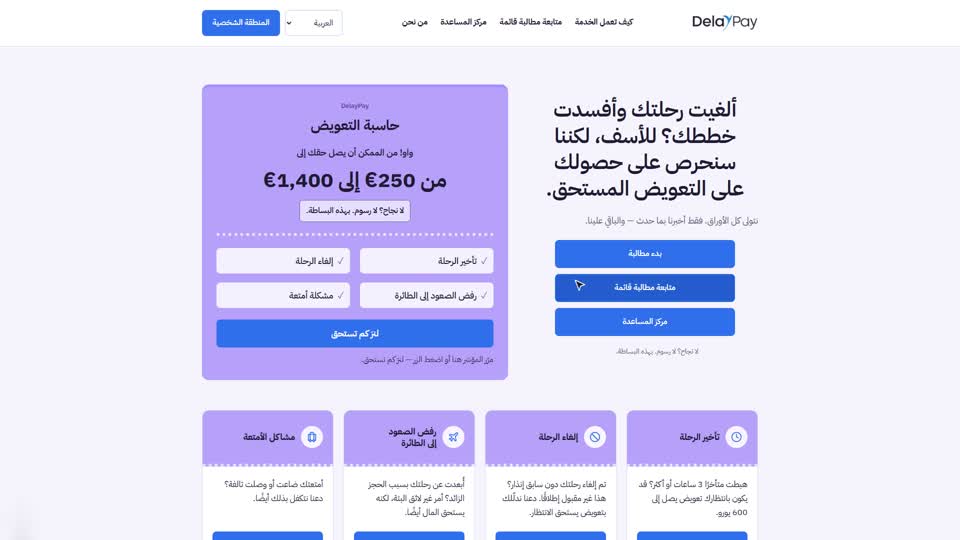 DelayPay
كيف تعمل الخدمة
متابعة مطالبة قائمة
مركز المساعدة
من نحن
العربية
المنطقة الشخصية
ألغيت رحلتك وأفسدت
خططك؟ للأسف، لكننا
سنحرص على حصولك
على التعويض المستحق.
نتولى كل الأوراق. فقط أخبرنا بما حدث — والباقي علينا.
بدء مطالبة
متابعة مطالبة قائمة
مركز المساعدة
لا نجاح؟ لا رسوم. بهذه البساطة.
DelayPay
حاسبة التعويض
واو! من الممكن أن يصل حقك إلى
من 250€ إلى 1,400€
لا نجاح؟ لا رسوم. بهذه البساطة.
✓ تأخير الرحلة
✓ إلغاء الرحلة
✓ رفض الصعود إلى الطائرة
✓ مشكلة أمتعة
لنرَ كم تستحق
مرّر المؤشر هنا أو اضغط الزر — لنرَ كم تستحق.
تأخير الرحلة
هبطت متأخرًا 3 ساعات أو أكثر؟ قد
يكون بانتظارك تعويض يصل إلى
600 يورو.
إلغاء الرحلة
تم إلغاء رحلتك دون سابق إنذار؟
هذا غير مقبول إطلاقًا. دعنا ندلّلك
بتعويض يستحق الانتظار.
رفض الصعود
إلى الطائرة
أُبعدت عن رحلتك بسبب الحجز
الزائد؟ أمر غير لائق البتة، لكنه
يستحق المال أيضًا.
مشاكل الأمتعة
أمتعتك ضاعت أو وصلت تالفة؟
دعنا نتكفل بذلك أيضًا.